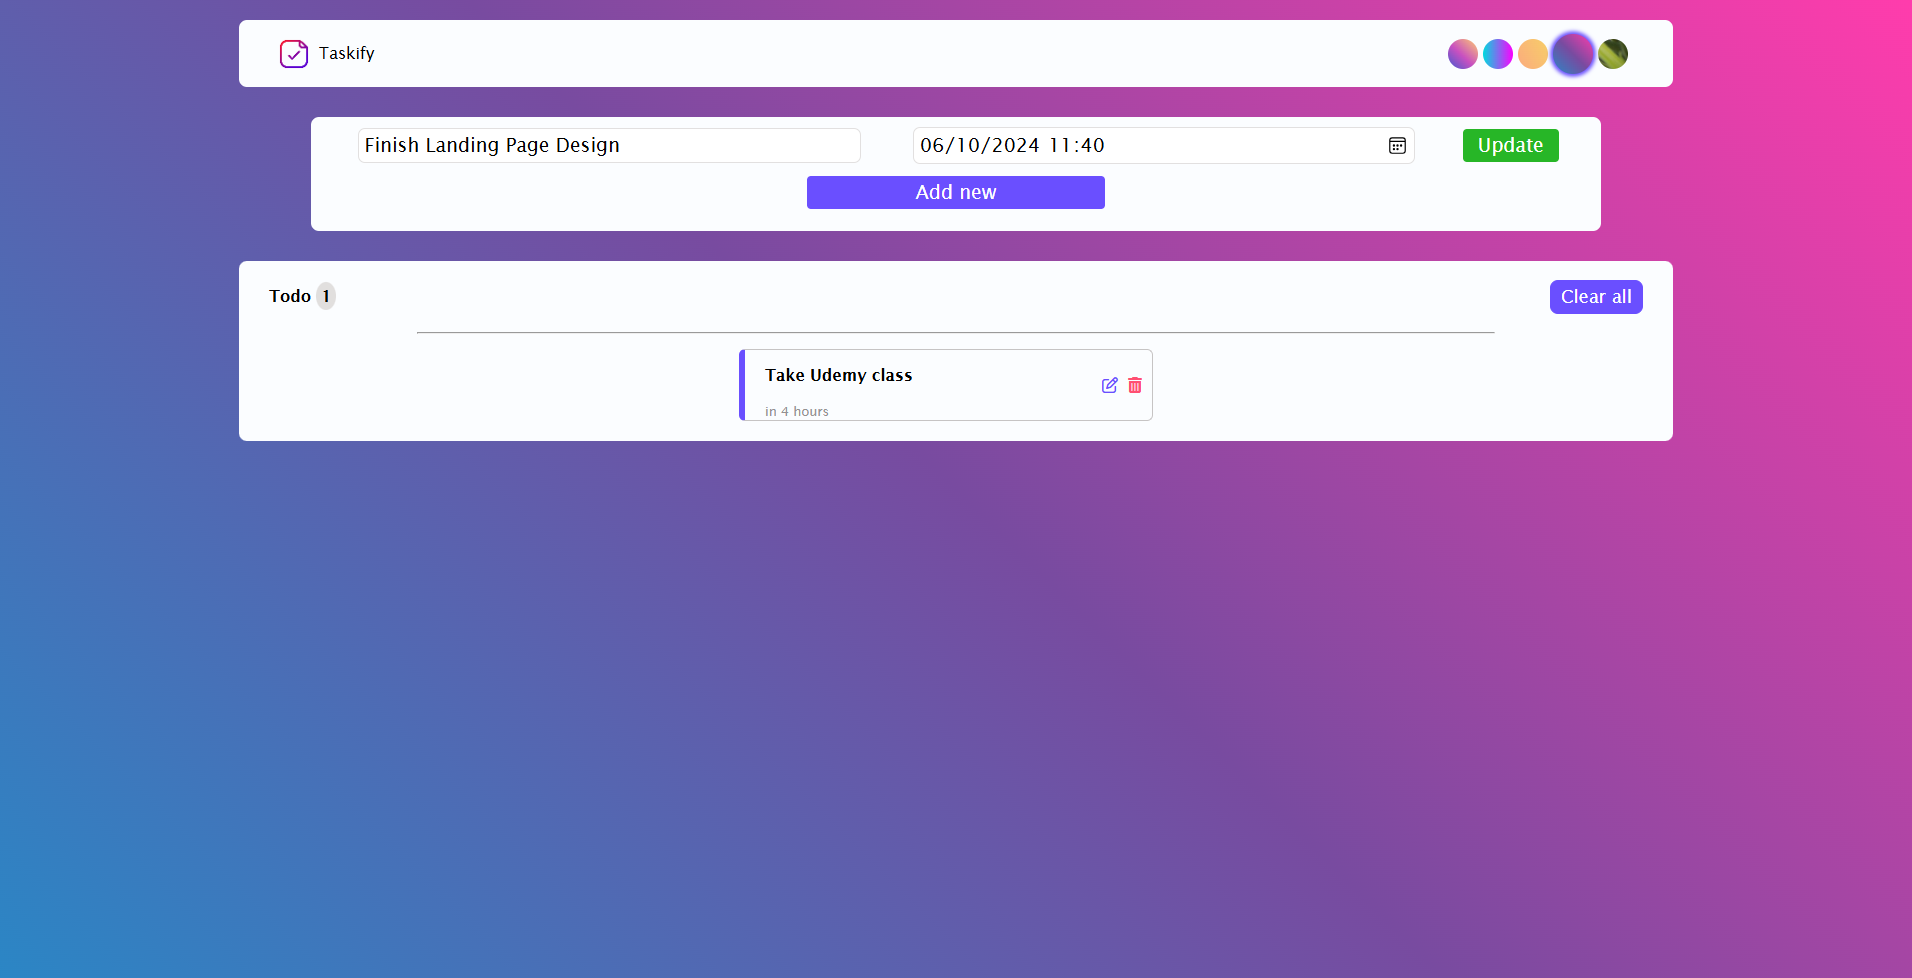 Taskify
Finish Landing Page Design
06/10/2024 11:40
Update
Add new
Todo 1
Clear all
Take Udemy class
in 4 hours